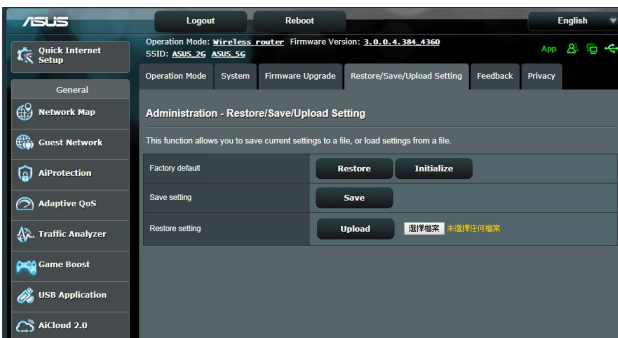 ASUS
Logout
Reboot
English
Quick Internet
Setup
Operation Mode: Wireless router Firmware Version: 3.0.0.4.384_4360
SSID: ASUS_2G ASUS_5G
App
Operation Mode
System
Firmware Upgrade
Restore/Save/Upload Setting
Feedback
Privacy
General
Network Map
Guest Network
AiProtection
Adaptive QoS
Traffic Analyzer
Game Boost
USB Application
AiCloud 2.0
Administration - Restore/Save/Upload Setting
This function allows you to save current settings to a file, or load settings from a file.
Factory default
Restore
Initialize
Save setting
Save
Restore setting
Upload
選擇檔案 未選擇任何檔案